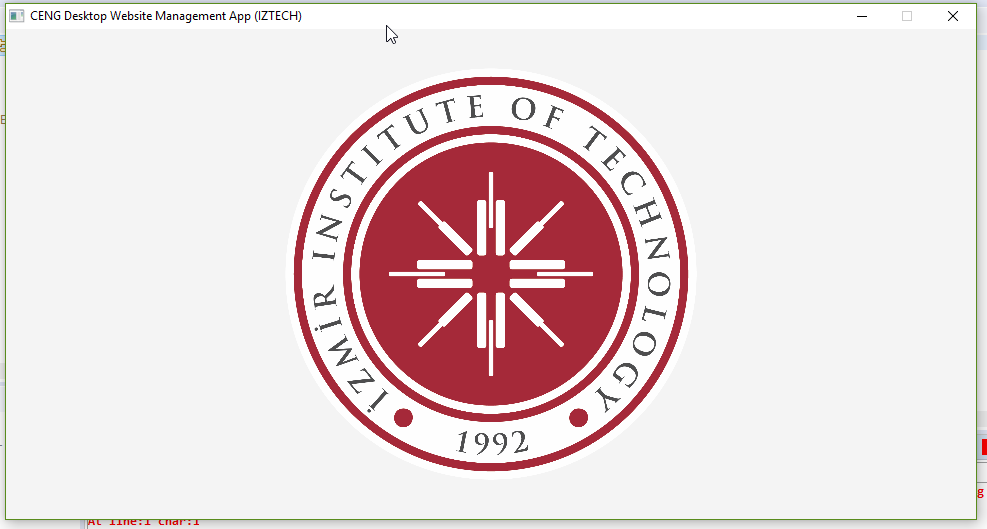 CENG Desktop Website Management App (IZTECH)
İZMİR INSTITUTE OF TECHNOLOGY
1992
At line:1 char:1